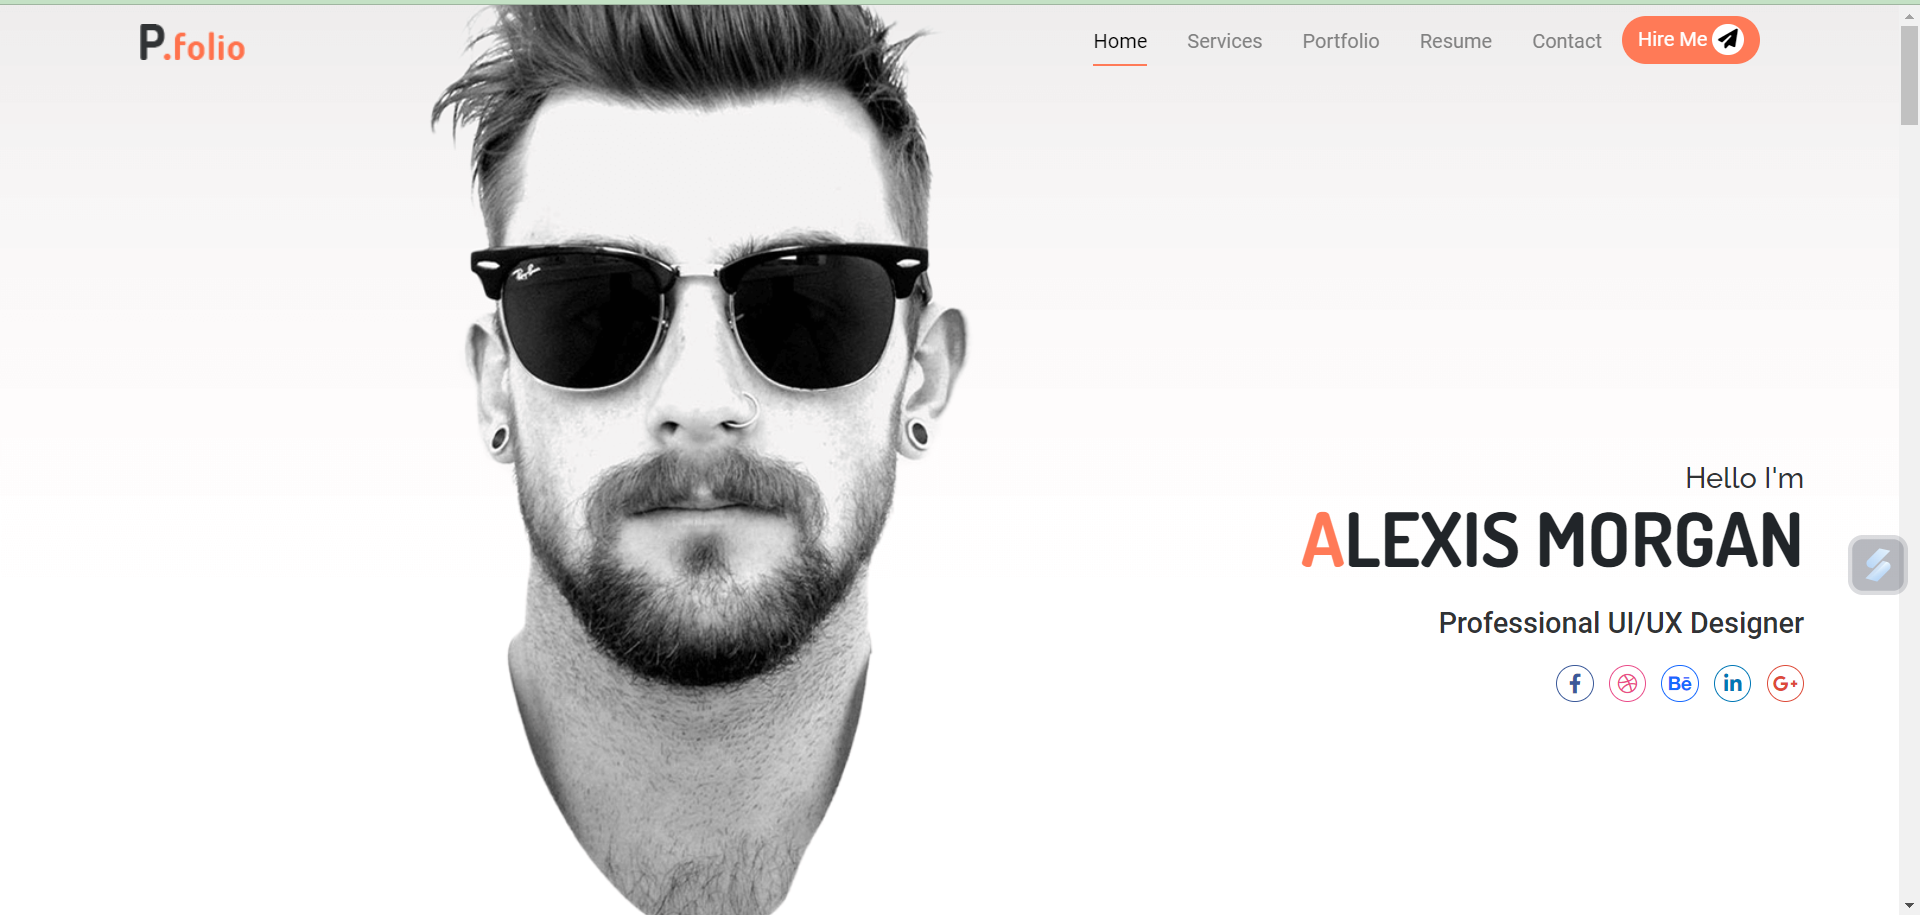 P.folio
Home Services Portfolio Resume Contact Hire Me
Ray-Ban
Hello I'm
ALEXIS MORGAN
Professional UI/UX Designer
f Bē in G+